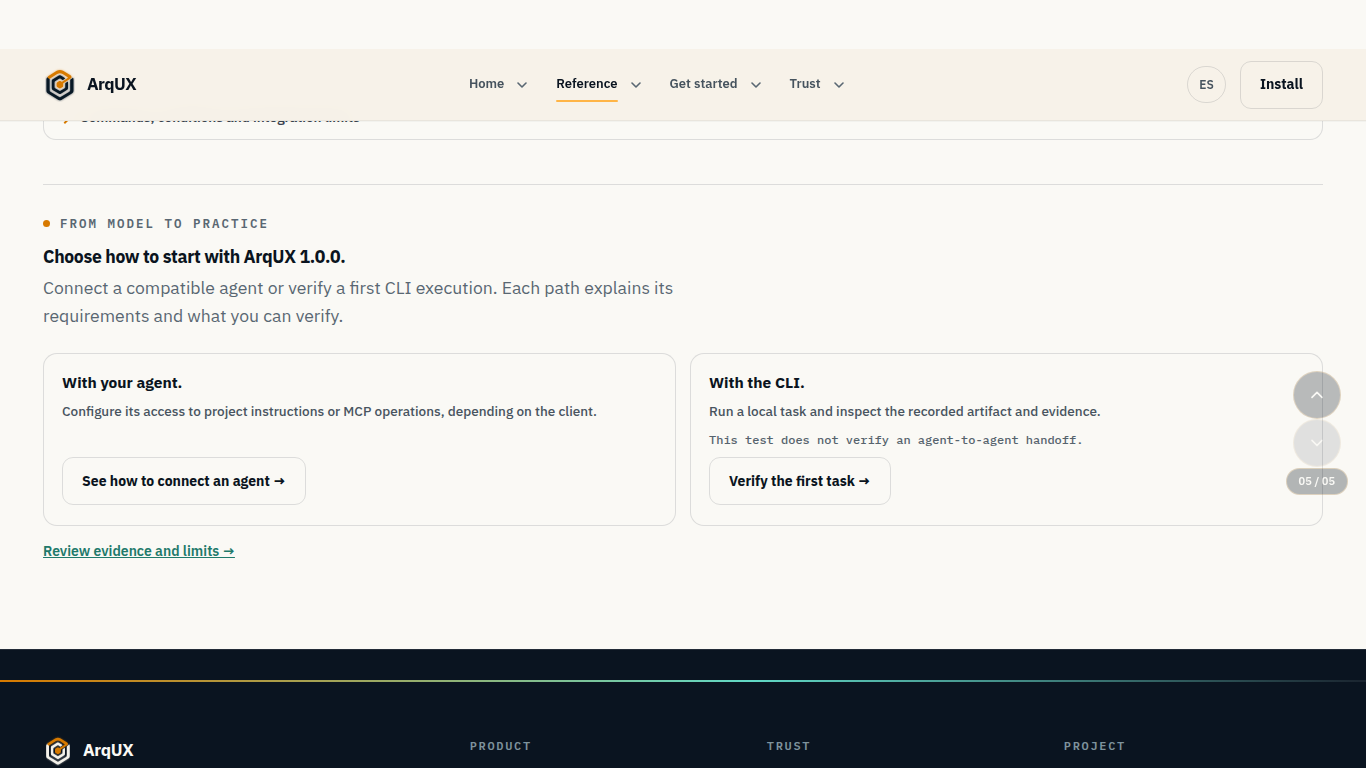 ArqUX
Home
Reference
Get started
Trust
ES
Install
Commands, conditions and integration limits
FROM MODEL TO PRACTICE
Choose how to start with ArqUX 1.0.0.
Connect a compatible agent or verify a first CLI execution. Each path explains its
requirements and what you can verify.
With your agent.
Configure its access to project instructions or MCP operations, depending on the client.
See how to connect an agent →
With the CLI.
Run a local task and inspect the recorded artifact and evidence.
This test does not verify an agent-to-agent handoff.
Verify the first task →
05 / 05
Review evidence and limits →
ArqUX
PRODUCT
TRUST
PROJECT